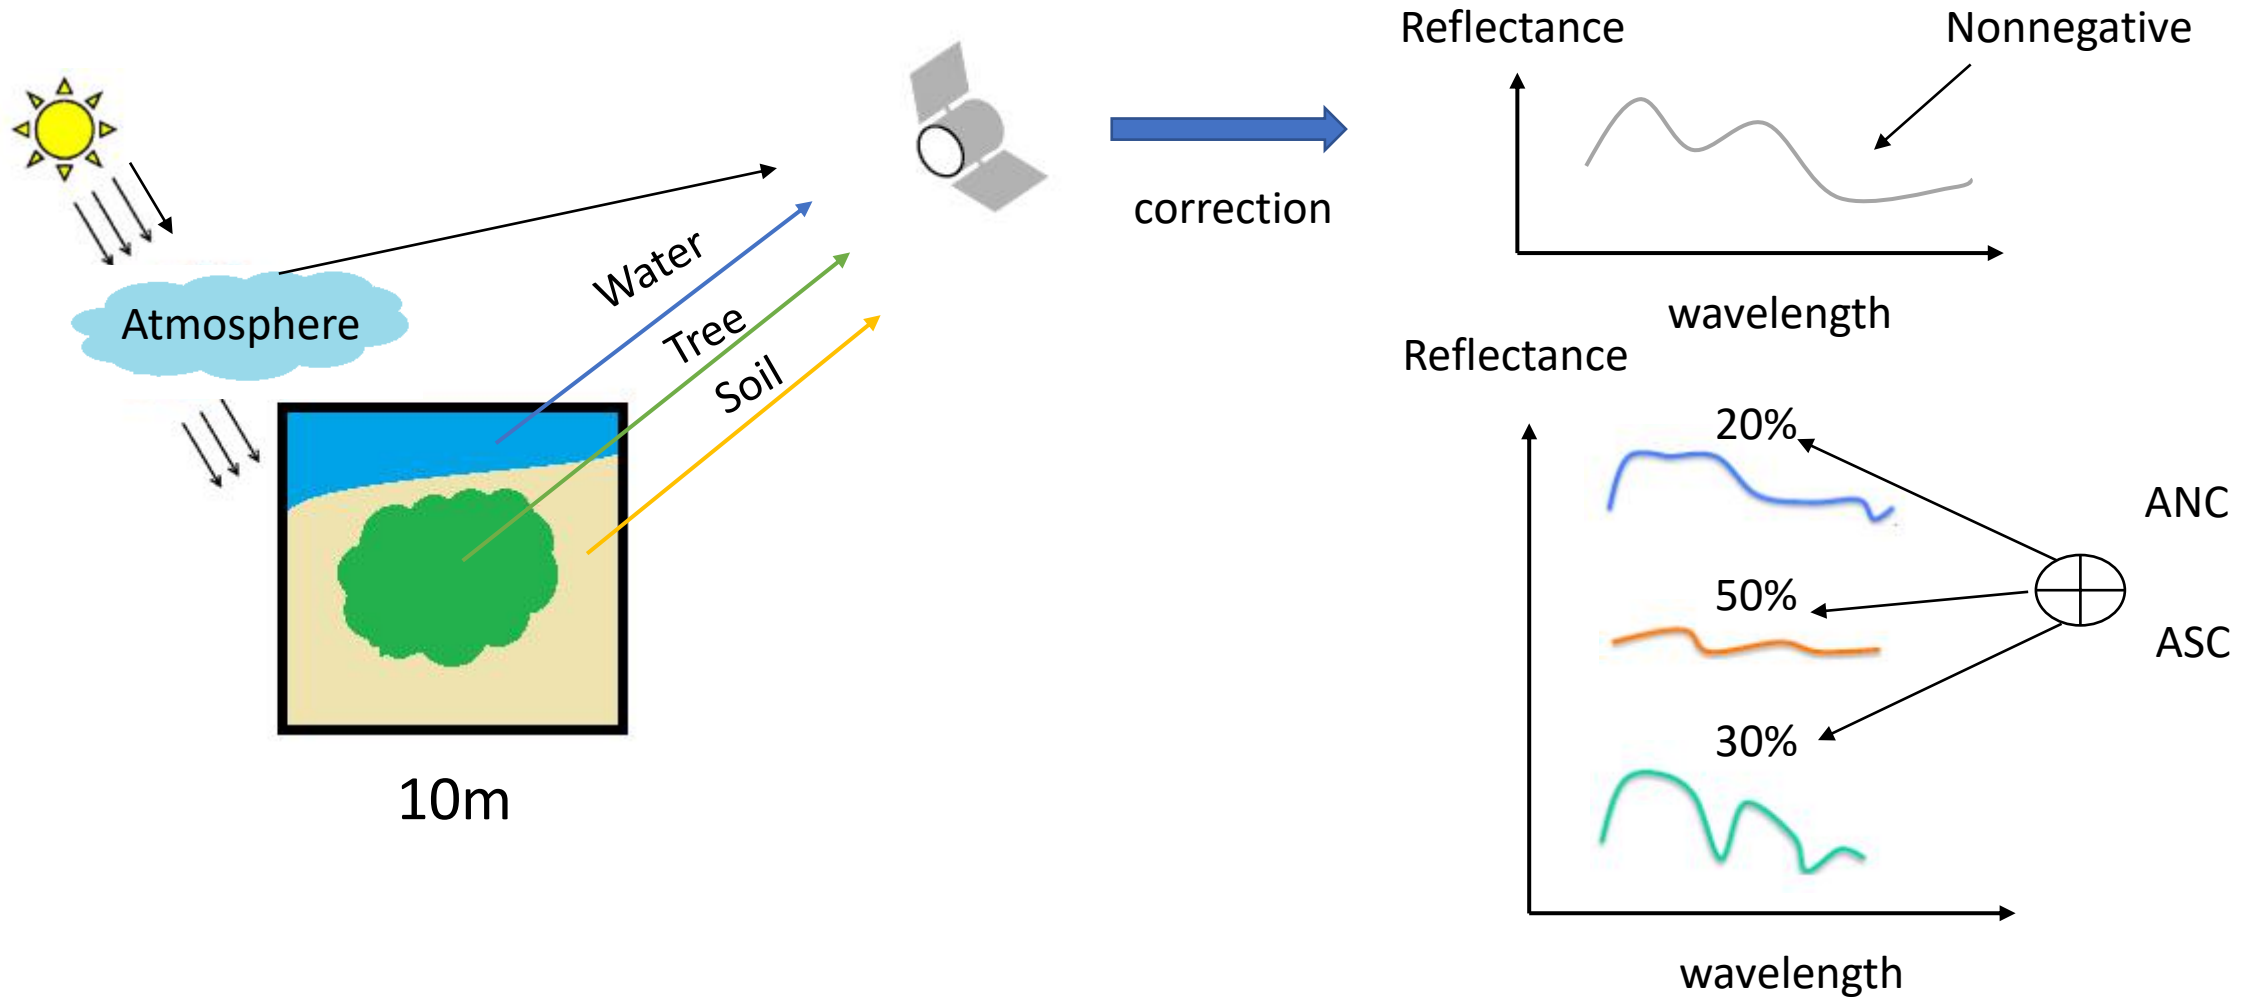 Reflectance
Nonnegative
Atmosphere
Water
Tree
Soil
correction
wavelength
Reflectance
20%
ANC
50%
ASC
30%
10m
wavelength